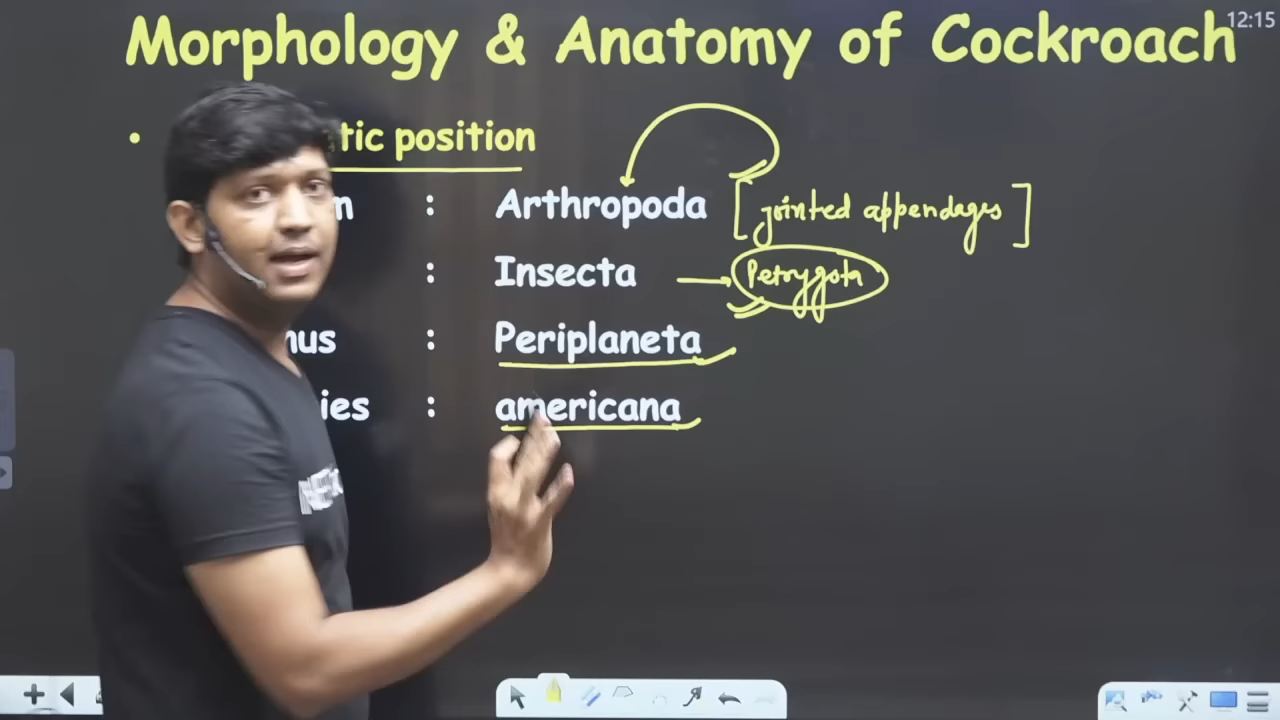 12:15
Morphology & Anatomy of Cockroach
• tic position
m : Arthropoda [jointed appendages]
: Insecta → Petrygota
nus : Periplaneta
ies : americana